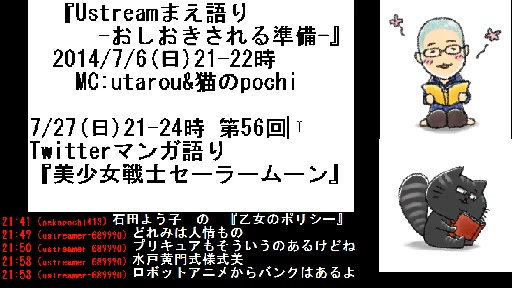 『Ustreamまえ語り
-おしおきされる準備-』
2014/7/6(日)21-22時
MC:utarou&猫のpochi
7/27(日)21-24時 第56回
Twitterマンガ語り
『美少女戦士セーラームーン』
21:41 (nekopochi413) 石田よう子 の 『乙女のポリシー』
21:47 (ustreamer-689990) どれみは人情もの
21:50 (ustreamer-689990) プリキュアもそういうのあるけどね
21:53 (ustreamer-689990) 水戸黄門式様式美
21:53 (ustreamer-689990) ロボットアニメからバンクはあるよ